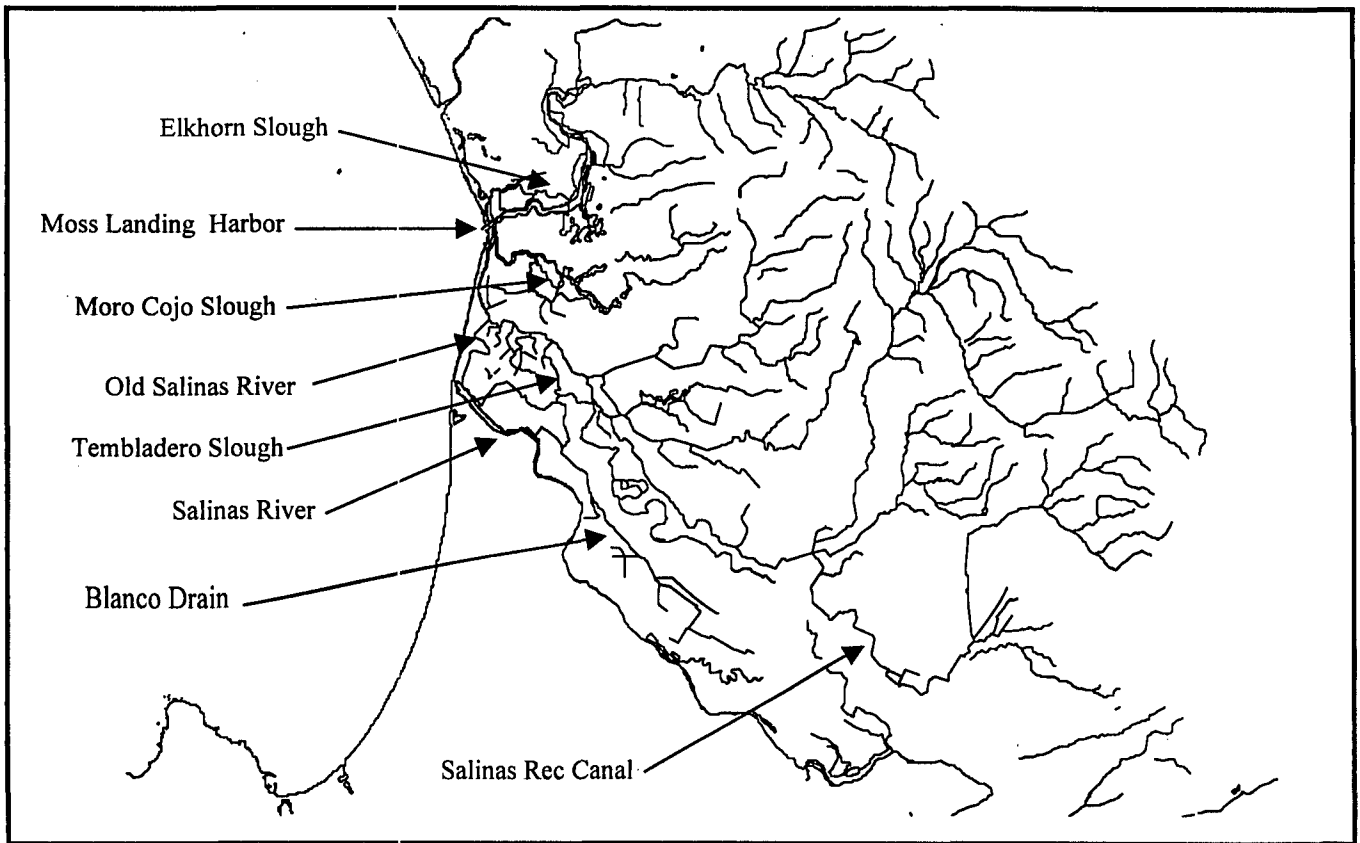 Elkhorn Slough
Moss Landing Harbor
Moro Cojo Slough
Old Salinas River
Tembladero Slough
Salinas River
Blanco Drain
Salinas Rec Canal